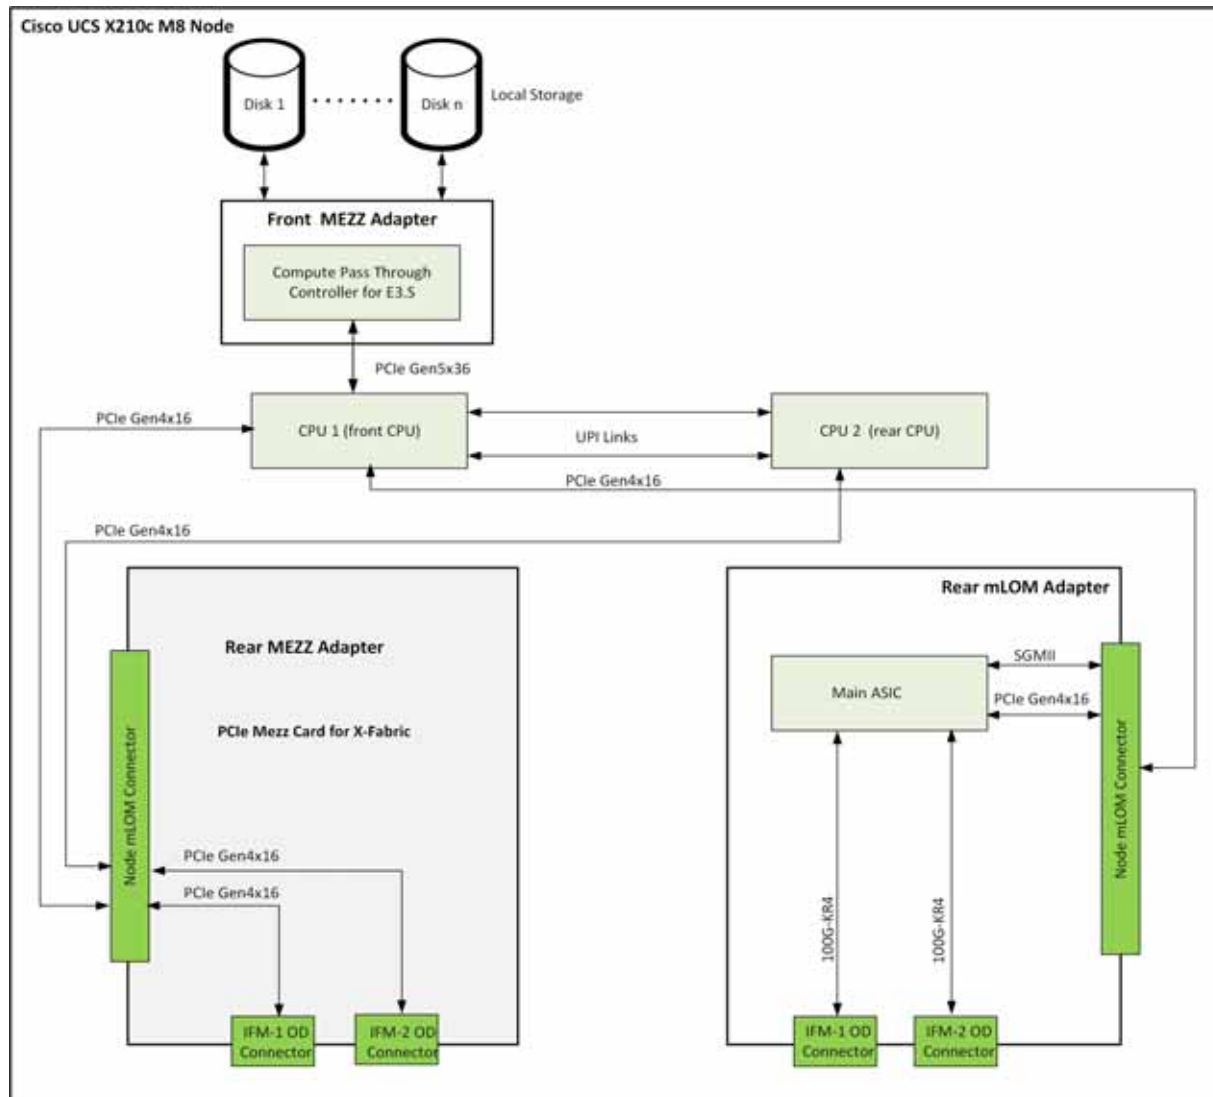 Cisco UCS X210c M8 Node
Disk 1
Disk n
Local Storage
Front MEZZ Adapter
Compute Pass Through
Controller for E3.S
PCIe Gen5x36
PCIe Gen4x16
CPU 1 (front CPU)
UPI Links
CPU 2 (rear CPU)
PCIe Gen4x16
PCIe Gen4x16
Rear MEZZ Adapter
PCIe Mezz Card for X-Fabric
Node mLOM Connector
PCIe Gen4x16
PCIe Gen4x16
IFM-1 OD
Connector
IFM-2 OD
Connector
Rear mLOM Adapter
Main ASIC
SGMII
PCIe Gen4x16
Node mLOM Connector
100G-KR4
100G-KR4
IFM-1 OD
Connector
IFM-2 OD
Connector